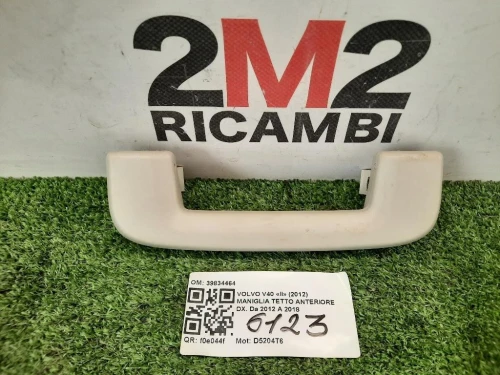 2M2
RICAMBI
OM: 39834464
VOLVO V40 «II» (2012)
MANIGLIA TETTO ANTERIORE
DX. Da 2012 A 2018
6123
QR: f0e044f Mot: D5204T6